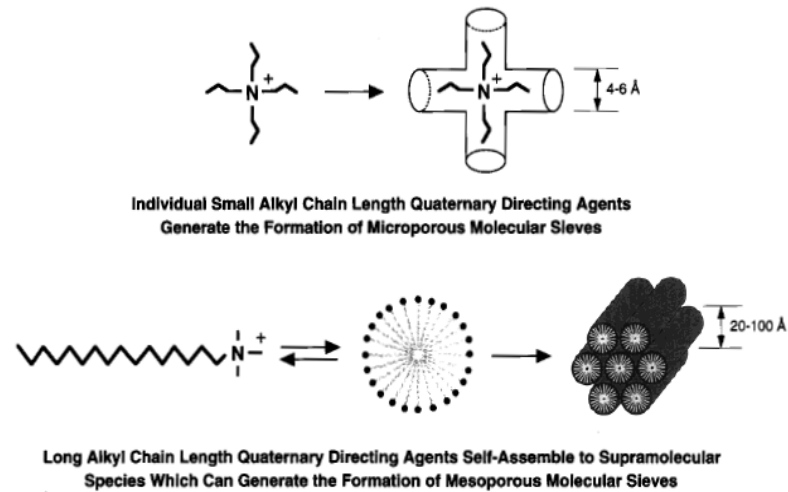 N
+
N
+
4-6 Å
Individual Small Alkyl Chain Length Quaternary Directing Agents
Generate the Formation of Microporous Molecular Sieves
N
+
20-100 Å
Long Alkyl Chain Length Quaternary Directing Agents Self-Assemble to Supramolecular
Species Which Can Generate the Formation of Mesoporous Molecular Sieves